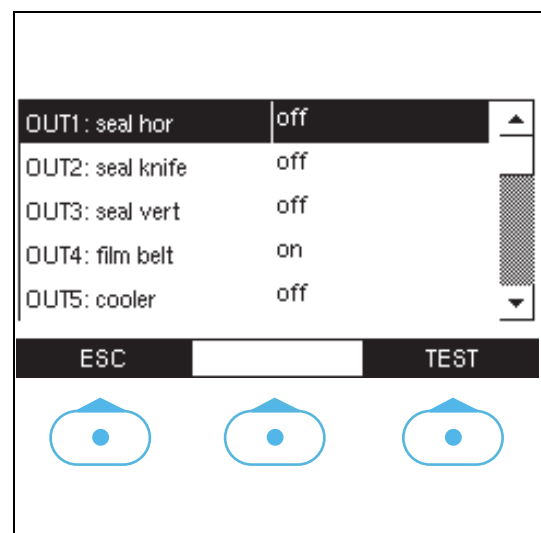 OUT1: seal hor off
OUT2: seal knife off
OUT3: seal vert off
OUT4: film belt on
OUT5: cooler off
ESC TEST